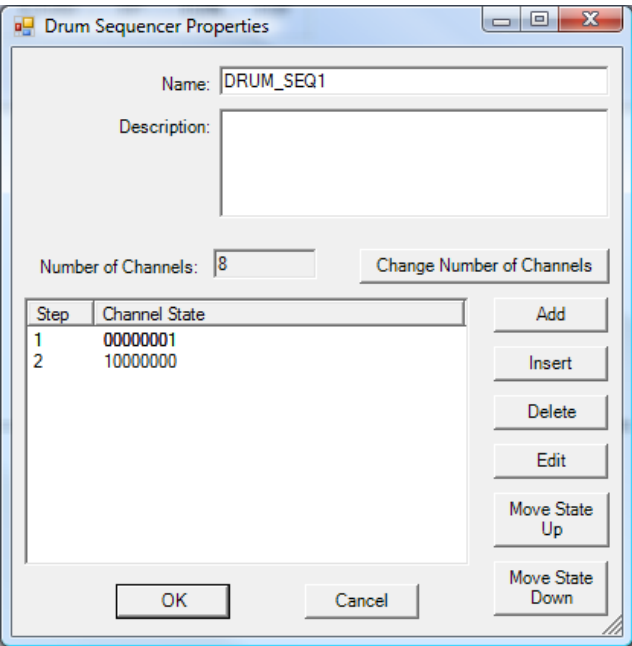 Drum Sequencer Properties
Name: DRUM_SEQ1
Description:
Number of Channels: 8 Change Number of Channels
Step Channel State
1 00000001
2 10000000
Add
Insert
Delete
Edit
Move State
Up
Move State
Down
OK Cancel